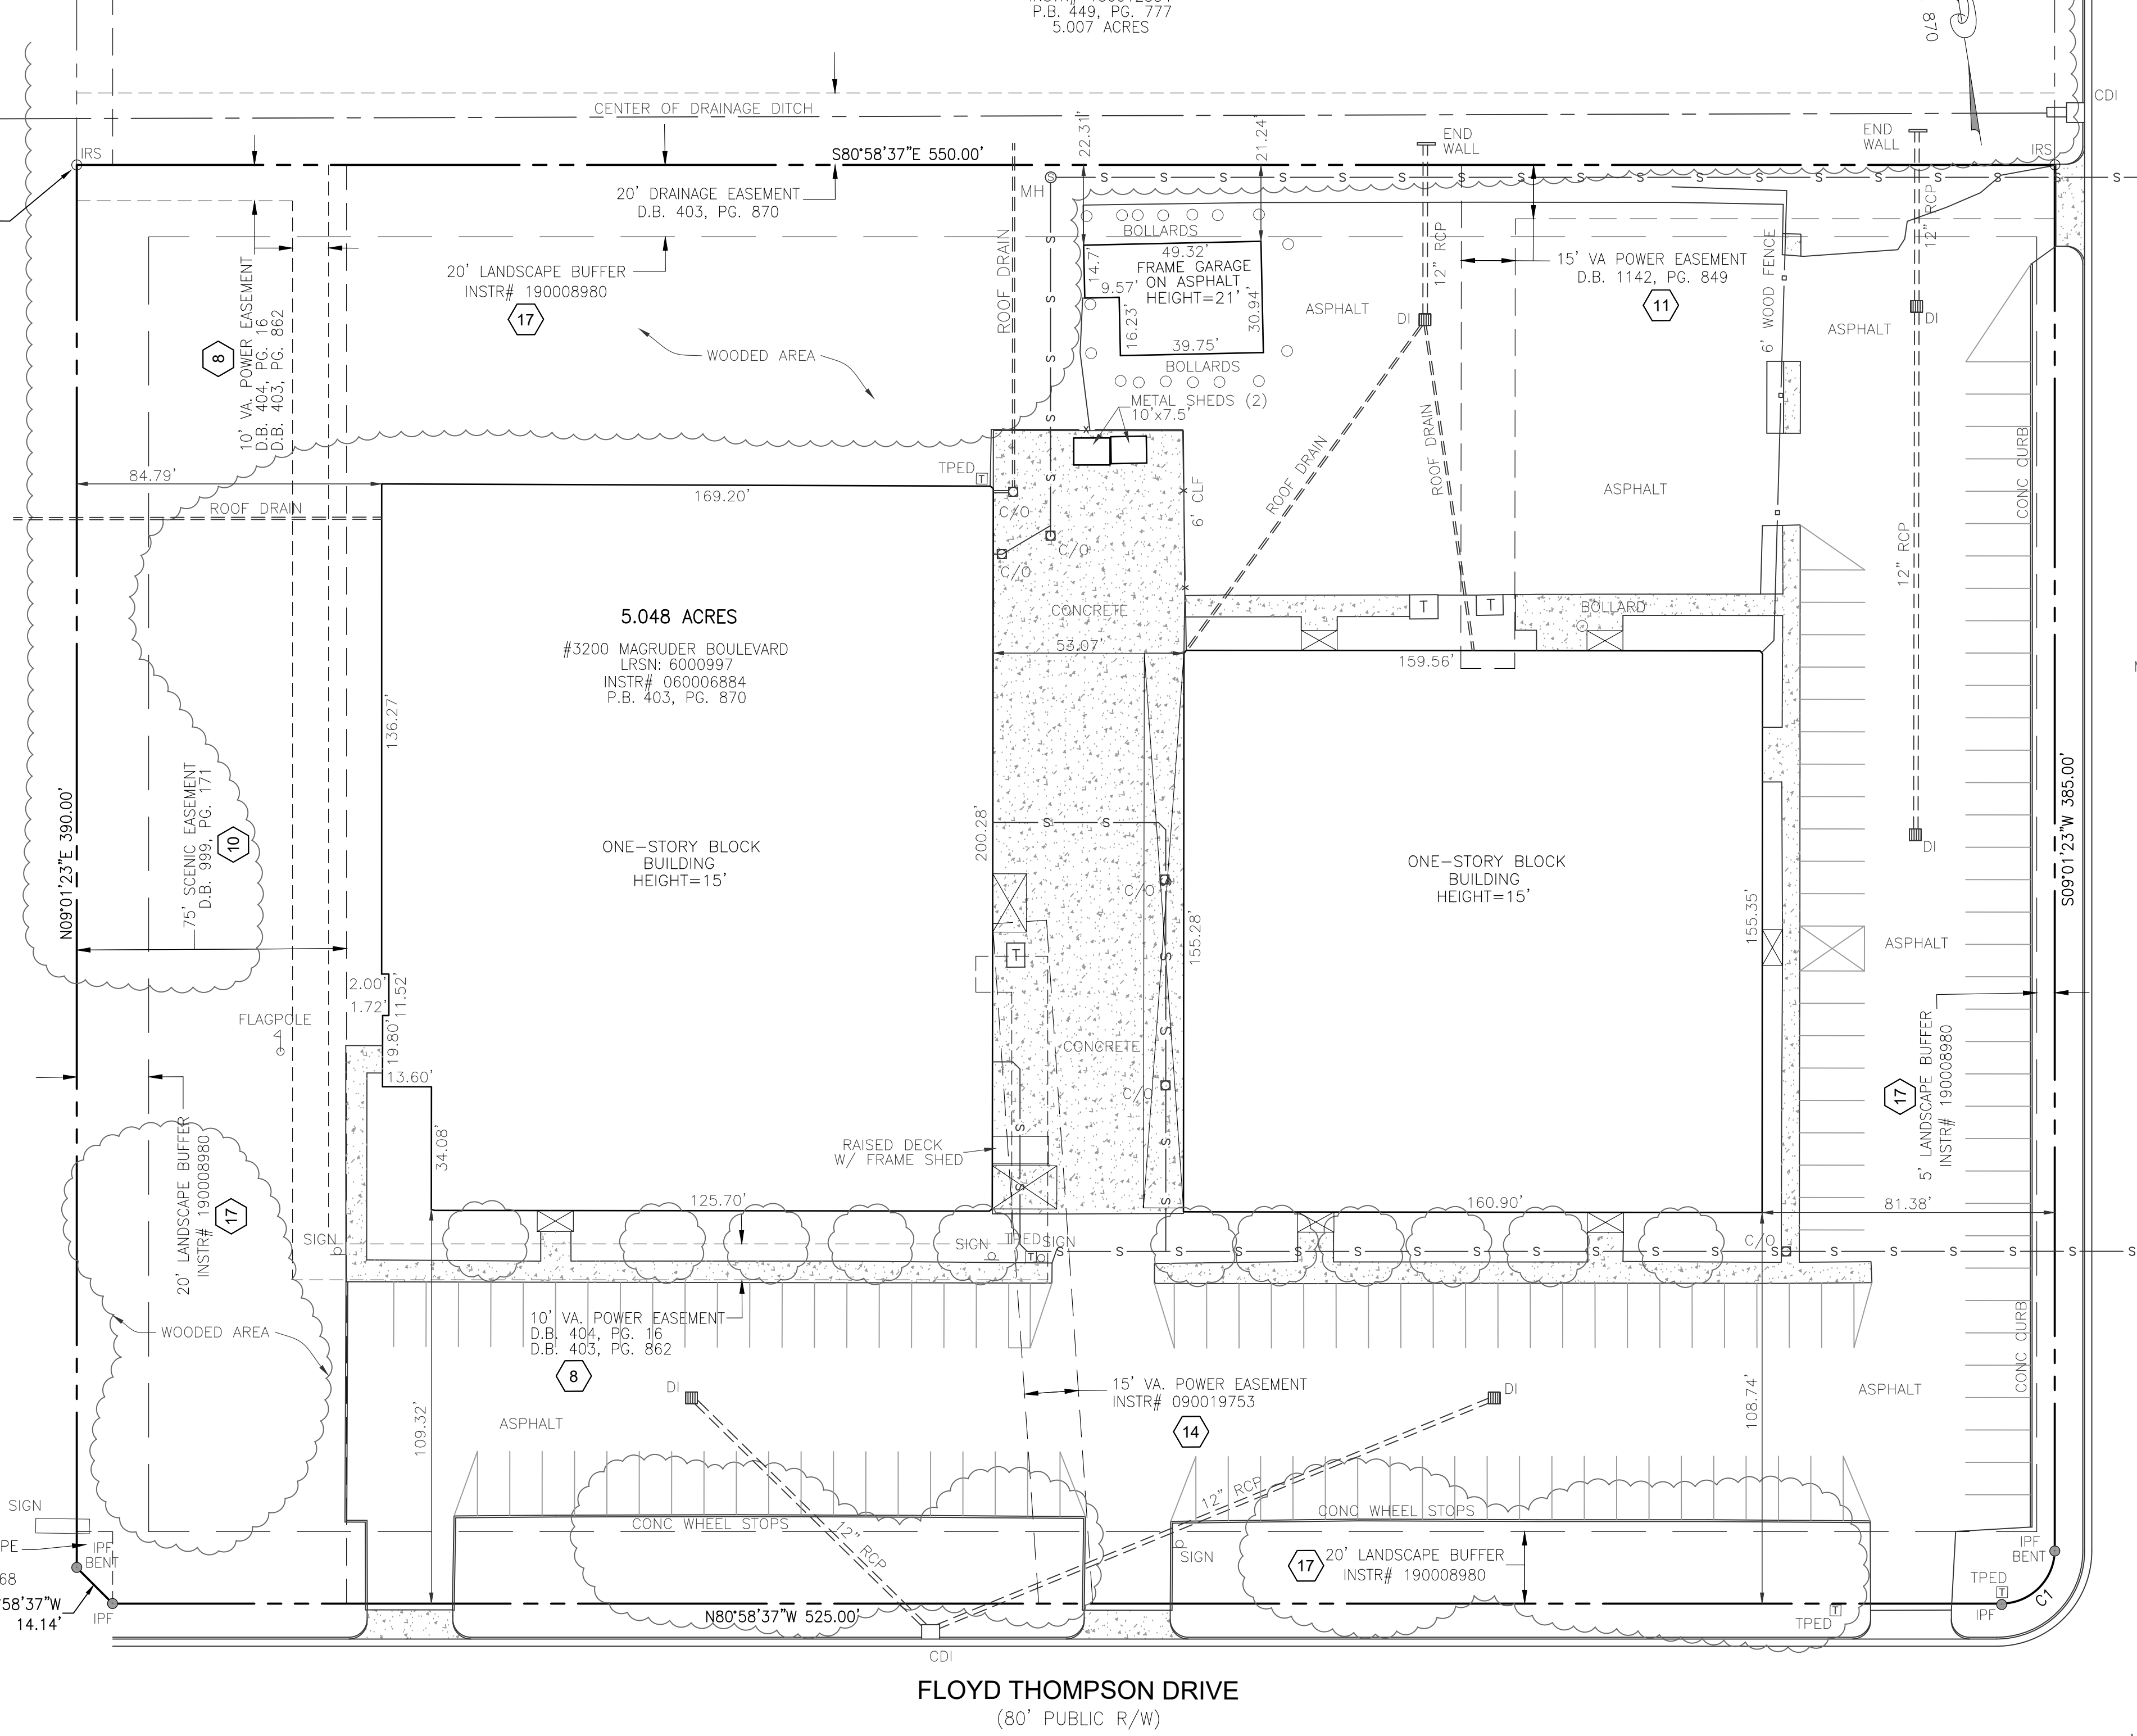 P.B. 449, PG. 777
5.007 ACRES
870
CENTER OF DRAINAGE DITCH
CDI
IRS
S80°58'37"E 550.00'
22.31'
21.24'
END
WALL
END
WALL
IRS
20' DRAINAGE EASEMENT
D.B. 403, PG. 870
MH
S
BOLLARDS
12" RCP
12" RCP
20' LANDSCAPE BUFFER
INSTR# 190008980
17
10' VA. POWER EASEMENT
D.B. 404, PG. 16
D.B. 403, PG. 862
8
ROOF DRAIN
49.32'
FRAME GARAGE
ON ASPHALT
HEIGHT=21'
14.7'
9.57'
16.23'
30.94'
39.75'
BOLLARDS
15' VA POWER EASEMENT
D.B. 1142, PG. 849
11
6' WOOD FENCE
ASPHALT
DI
ASPHALT
DI
WOODED AREA
METAL SHEDS (2)
10'x7.5'
ROOF DRAIN
ROOF DRAIN
CONC CURB
84.79'
169.20'
TPED
T
ROOF DRAIN
C/O
C/O
C/O
6' CLF
ASPHALT
12" RCP
5.048 ACRES
#3200 MAGRUDER BOULEVARD
LRSN: 6000997
INSTR# 060006884
P.B. 403, PG. 870
CONCRETE
53.07'
T
T
BOLLARD
159.56'
136.27'
75' SCENIC EASEMENT
D.B. 999, PG. 171
10
N09°01'23"E 390.00'
S09°01'23"W 385.00'
200.28'
ONE-STORY BLOCK
BUILDING
HEIGHT=15'
ONE-STORY BLOCK
BUILDING
HEIGHT=15'
DI
C/O
155.28'
155.35'
ASPHALT
T
2.00'
1.72'
11.52'
19.80'
13.60'
34.08'
FLAGPOLE
CONCRETE
C/O
5' LANDSCAPE BUFFER
INSTR# 190008980
17
20' LANDSCAPE BUFFER
INSTR# 190008980
17
RAISED DECK
W/ FRAME SHED
125.70'
160.90'
81.38'
SIGN
SIGN
TPED
SIGN
T
C/O
10' VA. POWER EASEMENT
D.B. 404, PG. 16
D.B. 403, PG. 862
8
WOODED AREA
CONC CURB
DI
15' VA. POWER EASEMENT
INSTR# 090019753
14
DI
ASPHALT
ASPHALT
109.32'
108.74'
SIGN
CONC WHEEL STOPS
12" RCP
12" RCP
CONC WHEEL STOPS
SIGN
17
20' LANDSCAPE BUFFER
INSTR# 190008980
PE
IPF
BENT
68
58'37"W
14.14'
IPF
N80°58'37"W 525.00'
IPF
BENT
TPED
T
IPF
C1
TPED
T
CDI
FLOYD THOMPSON DRIVE
(80' PUBLIC R/W)